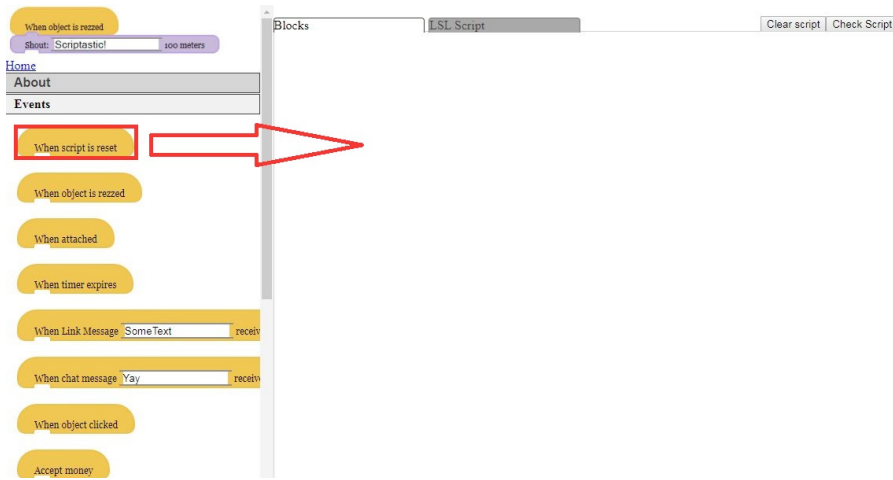 When object is rezzed
Shout: Scriptastic! 100 meters
Home
About
Events
When script is reset
When object is rezzed
When attached
When timer expires
When Link Message SomeText receiv
When chat message Yay receiv
When object clicked
Accept money
Blocks LSL Script Clear script Check Script